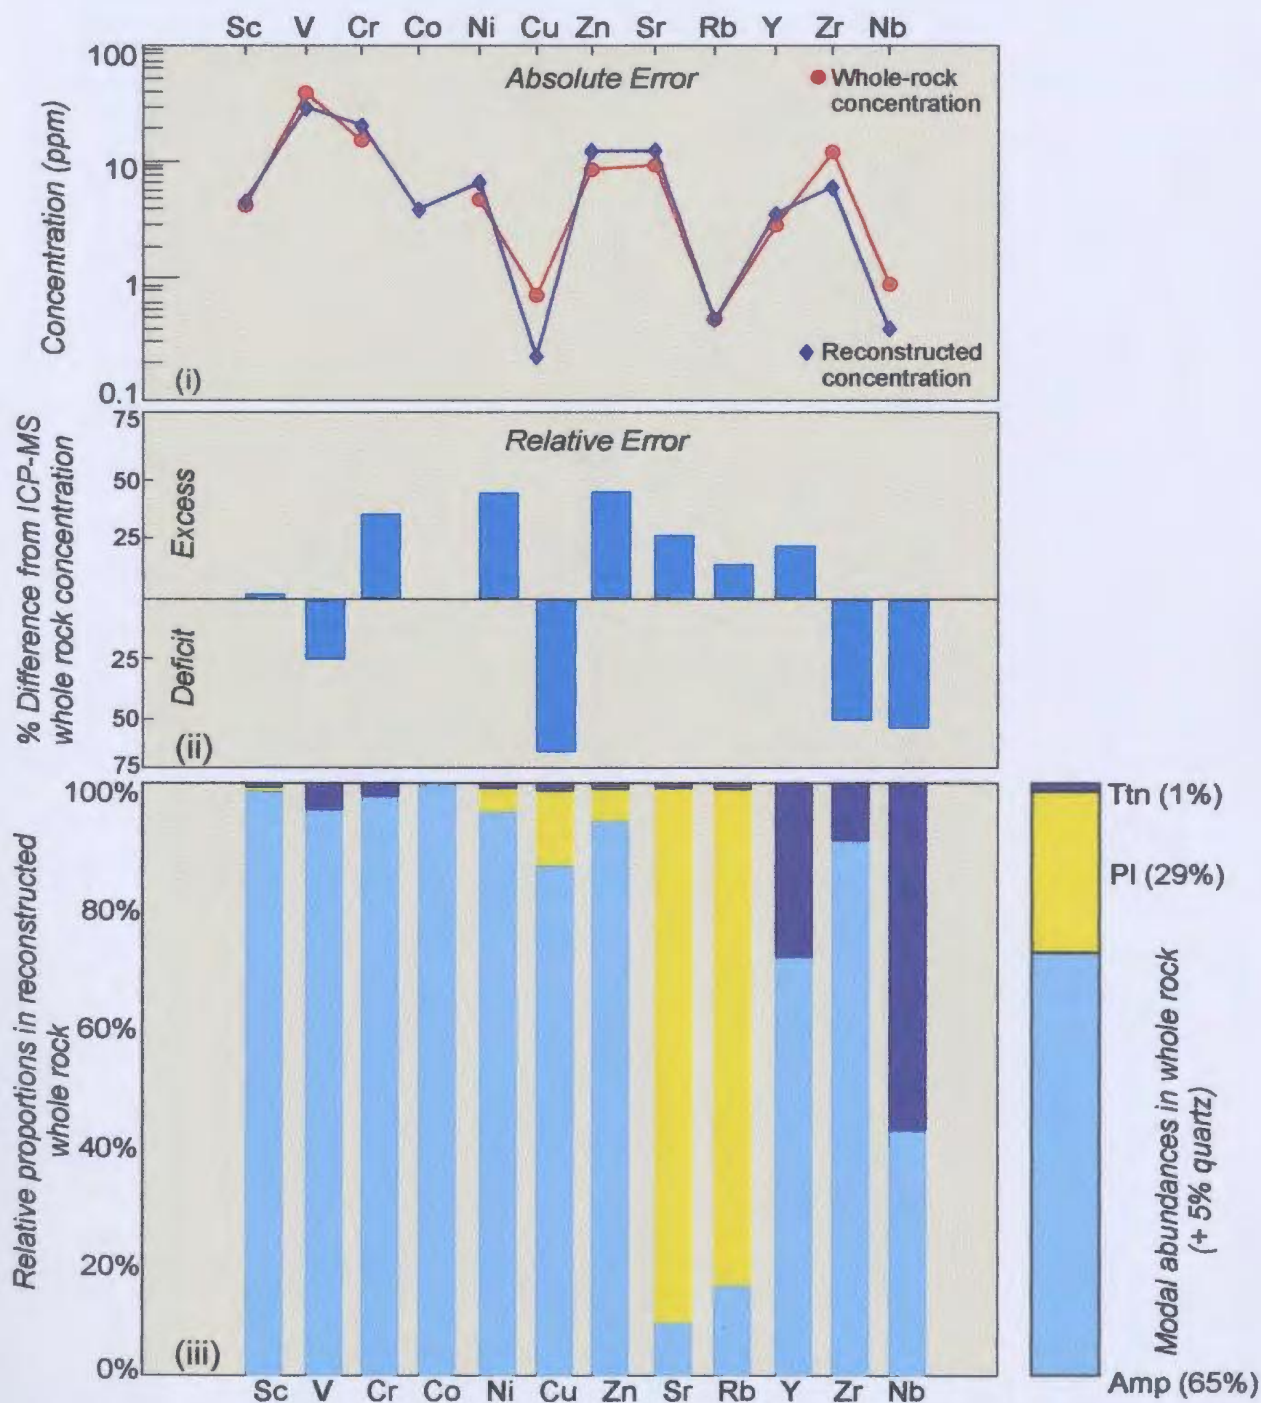 Sc V Cr Co Ni Cu Zn Sr Rb Y Zr Nb
Absolute Error
Whole-rock
concentration
Reconstructed
concentration
Concentration (ppm)
100
10
1
0.1
(i)
Relative Error
% Difference from ICP-MS
whole rock concentration
Excess
Deficit
75
50
25
25
50
75
(ii)
Relative proportions in reconstructed
whole rock
100%
80%
60%
40%
20%
0%
(iii)
Sc V Cr Co Ni Cu Zn Sr Rb Y Zr Nb
Ttn (1%)
Pl (29%)
Amp (65%)
Modal abundances in whole rock
(+ 5% quartz)